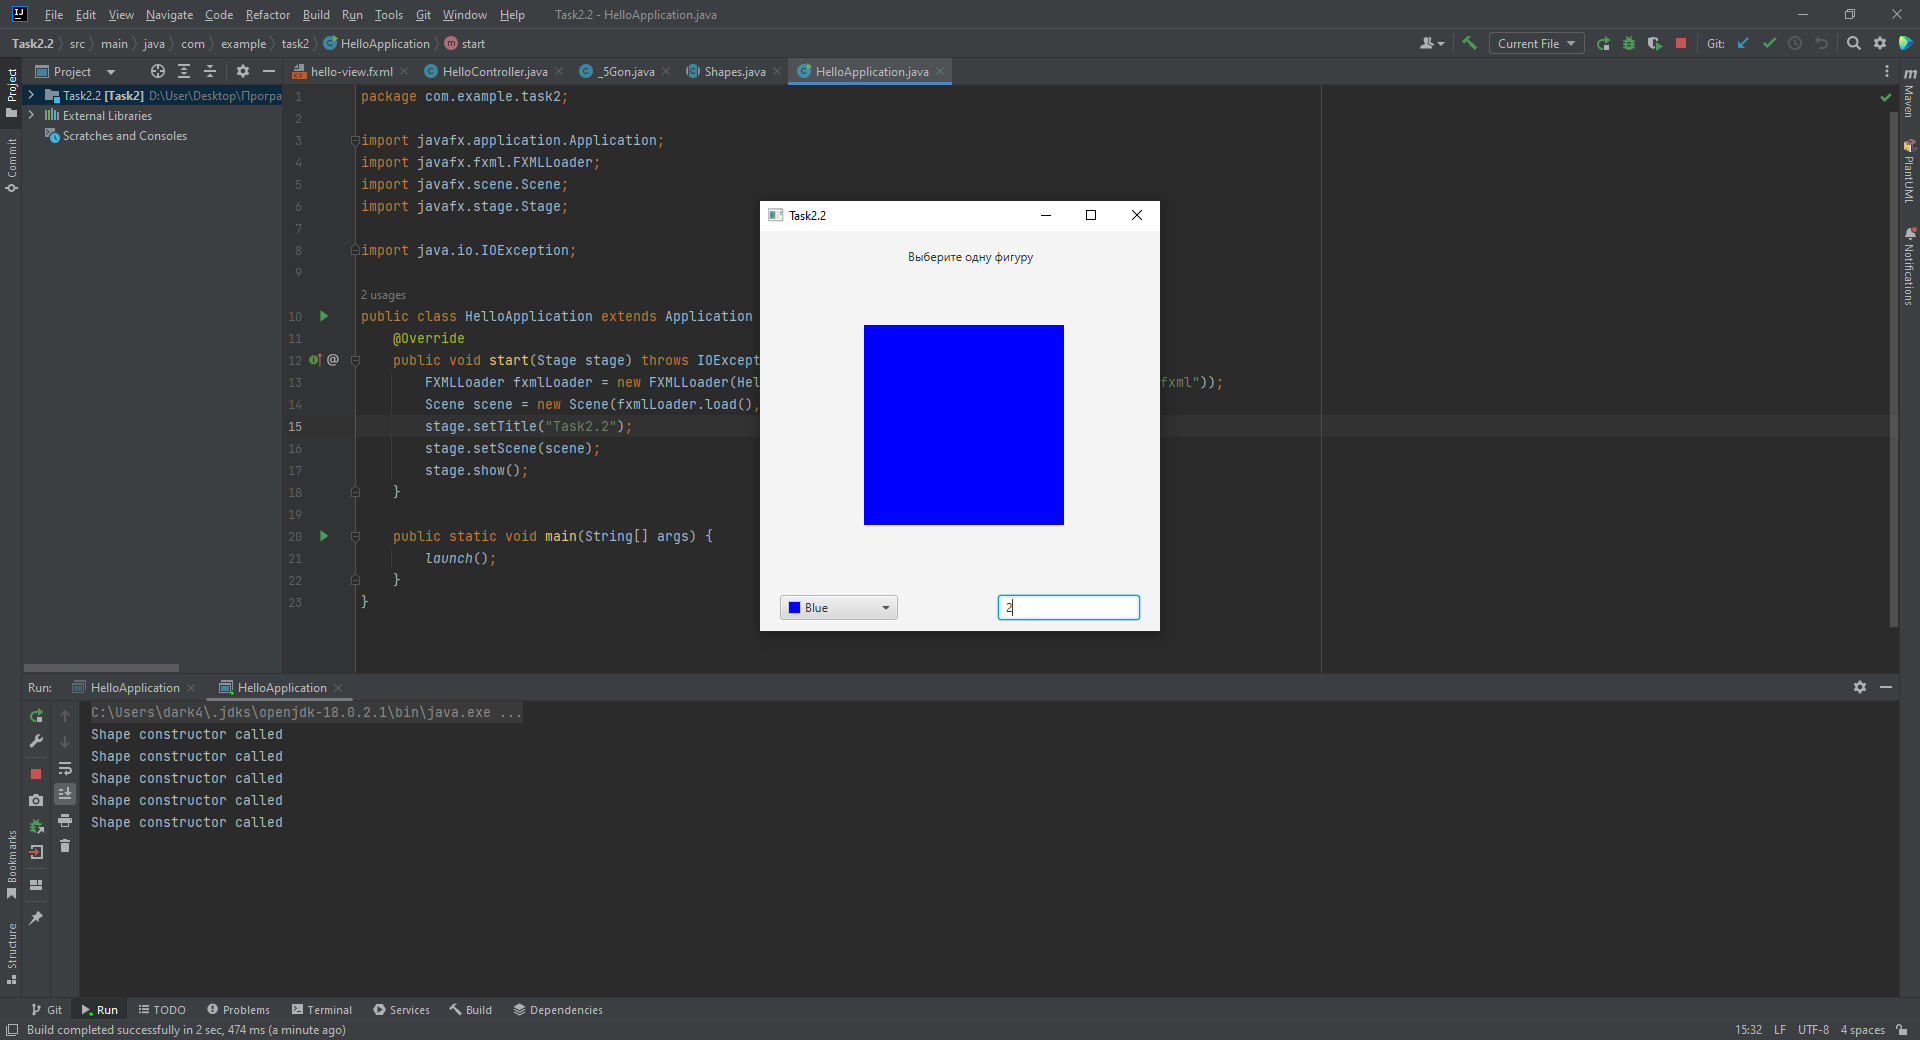 File Edit View Navigate Code Refactor Build Run Tools Git Window Help Task2.2 - HelloApplication.java
Task2.2 src main java com example task2 HelloApplication start
Current File Git:
Project
hello-view.fxml HelloController.java _5Gon.java Shapes.java HelloApplication.java
Task2.2 [Task2] D:\User\Desktop\Програ
External Libraries
Scratches and Consoles
Project
Commit
Bookmarks
Structure
Maven
PlantUML
Notifications
1 package com.example.task2;
2
3 import javafx.application.Application;
4 import javafx.fxml.FXMLLoader;
5 import javafx.scene.Scene;
6 import javafx.stage.Stage;
7
8 import java.io.IOException;
9
2 usages
10 public class HelloApplication extends Application
11 @Override
12 public void start(Stage stage) throws IOExcept
13 FXMLLoader fxmlLoader = new FXMLLoader(Hel fxml"));
14 Scene scene = new Scene(fxmlLoader.load(),
15 stage.setTitle("Task2.2");
16 stage.setScene(scene);
17 stage.show();
18 }
19
20 public static void main(String[] args) {
21 launch();
22 }
23 }
Task2.2
Выберите одну фигуру
Blue
2
Run: HelloApplication HelloApplication
C:\Users\dark4\.jdks\openjdk-18.0.2.1\bin\java.exe ...
Shape constructor called
Shape constructor called
Shape constructor called
Shape constructor called
Shape constructor called
Git Run TODO Problems Terminal Services Build Dependencies
Build completed successfully in 2 sec, 474 ms (a minute ago) 15:32 LF UTF-8 4 spaces